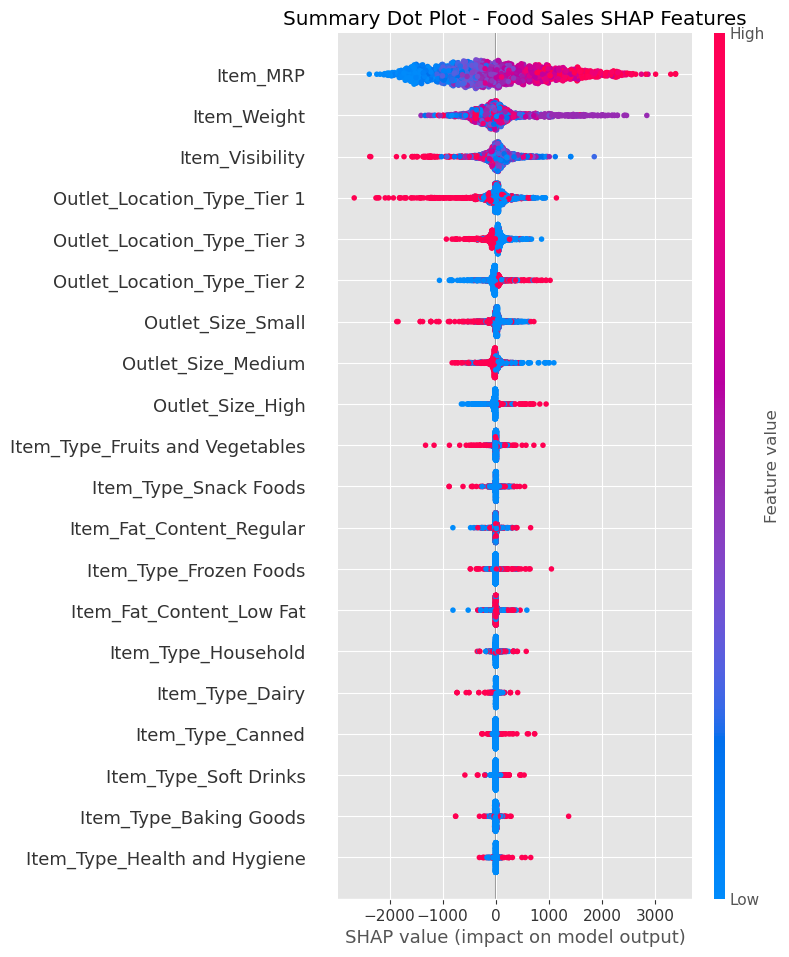 Summary Dot Plot - Food Sales SHAP Features
High
Item_MRP
Item_Weight
Item_Visibility
Outlet_Location_Type_Tier 1
Outlet_Location_Type_Tier 3
Outlet_Location_Type_Tier 2
Outlet_Size_Small
Outlet_Size_Medium
Outlet_Size_High
Item_Type_Fruits and Vegetables
Item_Type_Snack Foods
Item_Fat_Content_Regular
Item_Type_Frozen Foods
Item_Fat_Content_Low Fat
Item_Type_Household
Item_Type_Dairy
Item_Type_Canned
Item_Type_Soft Drinks
Item_Type_Baking Goods
Item_Type_Health and Hygiene
Feature value
Low
−2000 −1000 0 1000 2000 3000
SHAP value (impact on model output)